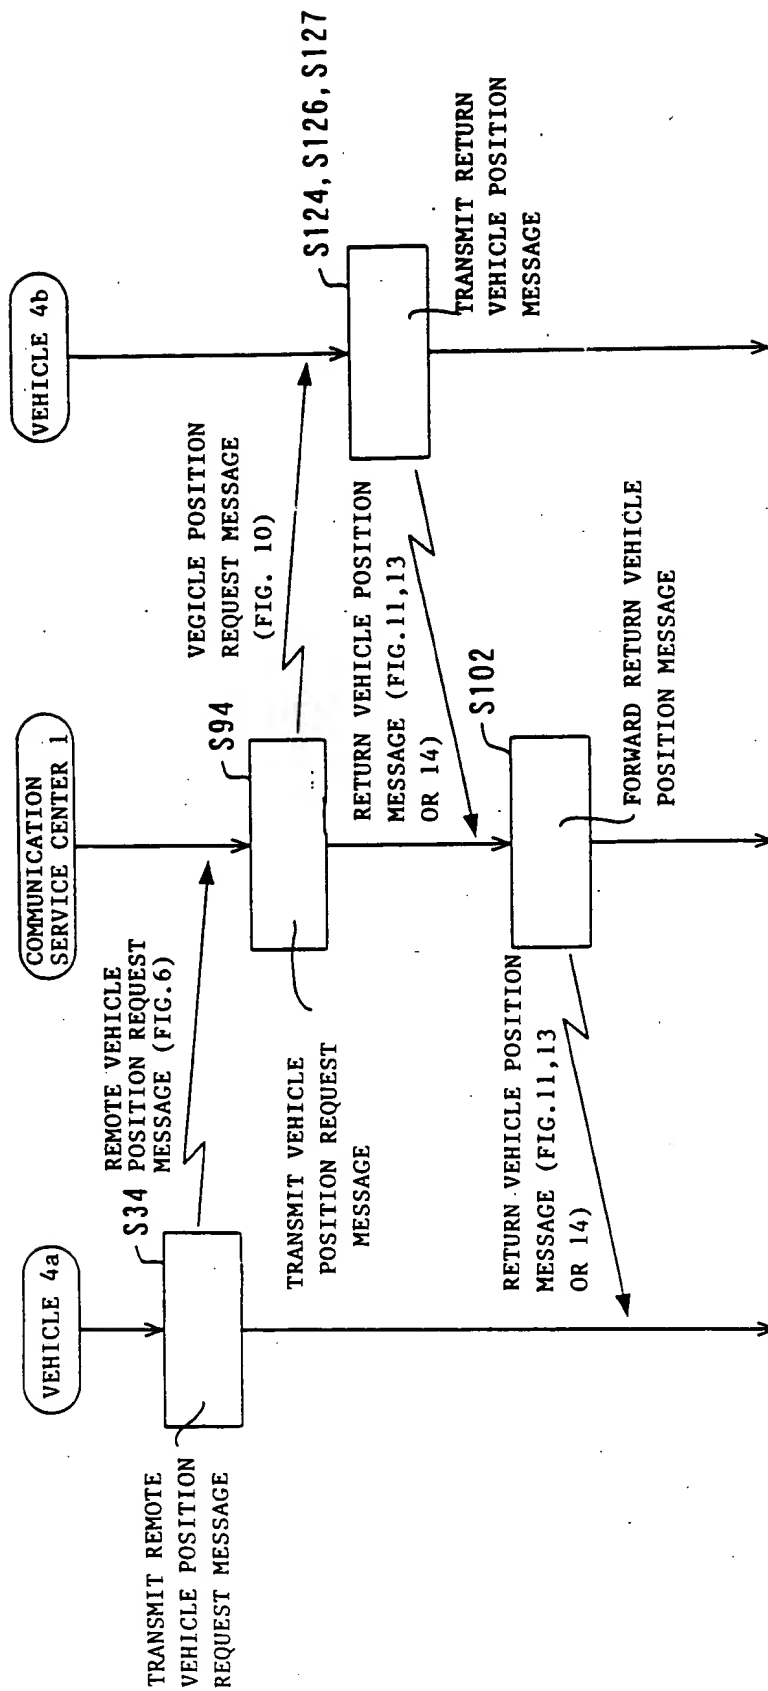 VEHICLE 4a
S34
TRANSMIT REMOTE
VEHICLE POSITION
REQUEST MESSAGE
REMOTE VEHICLE
POSITION REQUEST
MESSAGE (FIG.6)
COMMUNICATION
SERVICE CENTER 1
S94
TRANSMIT VEHICLE
POSITION REQUEST
MESSAGE
VEGICLE POSITION
REQUEST MESSAGE
(FIG. 10)
VEHICLE 4b
S124, S126, S127
TRANSMIT RETURN
VEHICLE POSITION
MESSAGE
RETURN VEHICLE POSITION
MESSAGE (FIG.11,13
OR 14)
S102
FORWARD RETURN VEHICLE
POSITION MESSAGE
RETURN VEHICLE POSITION
MESSAGE (FIG.11,13
OR 14)